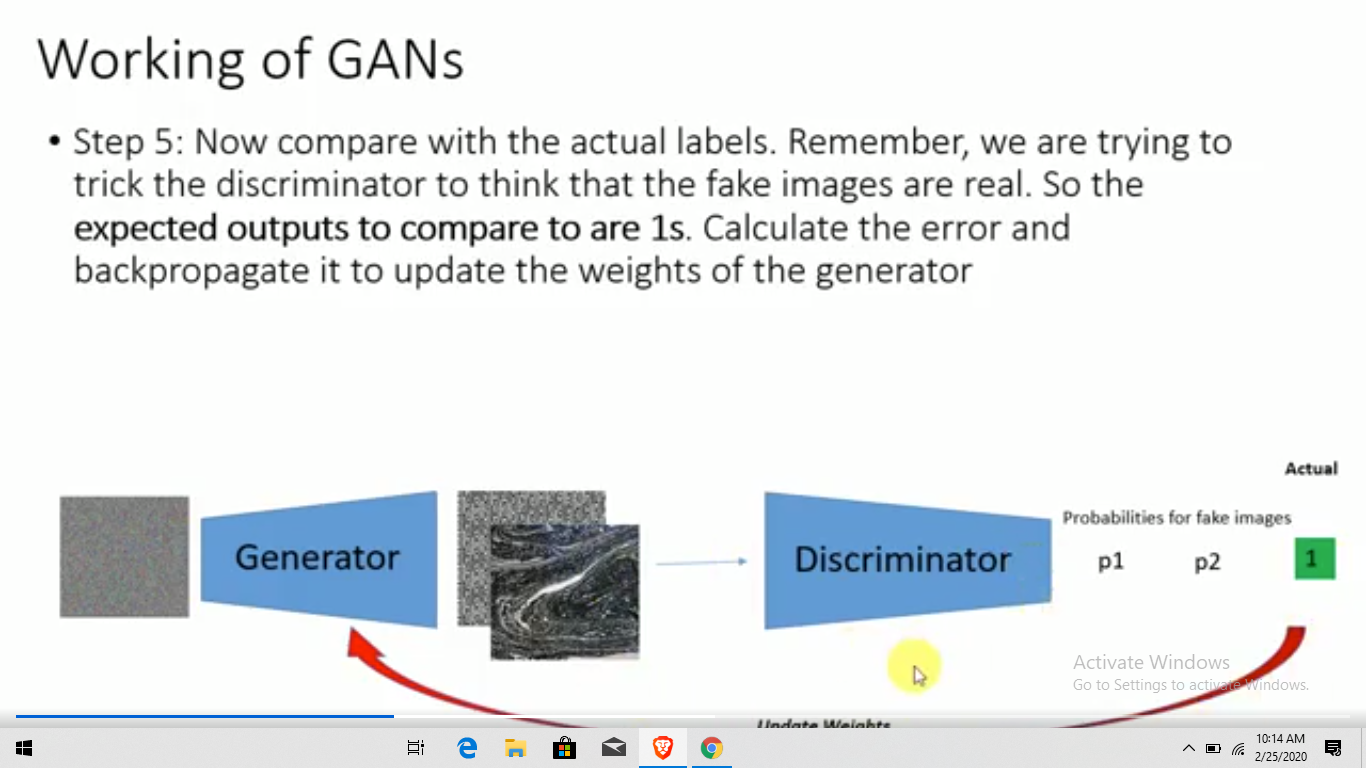 Working of GANs
• Step 5: Now compare with the actual labels. Remember, we are trying to
trick the discriminator to think that the fake images are real. So the
expected outputs to compare to are 1s. Calculate the error and
backpropagate it to update the weights of the generator
Actual
Probabilities for fake images
Generator
Discriminator
p1 p2 1
Activate Windows
Go to Settings to activate Windows.
Update Weights
10:14 AM
2/25/2020